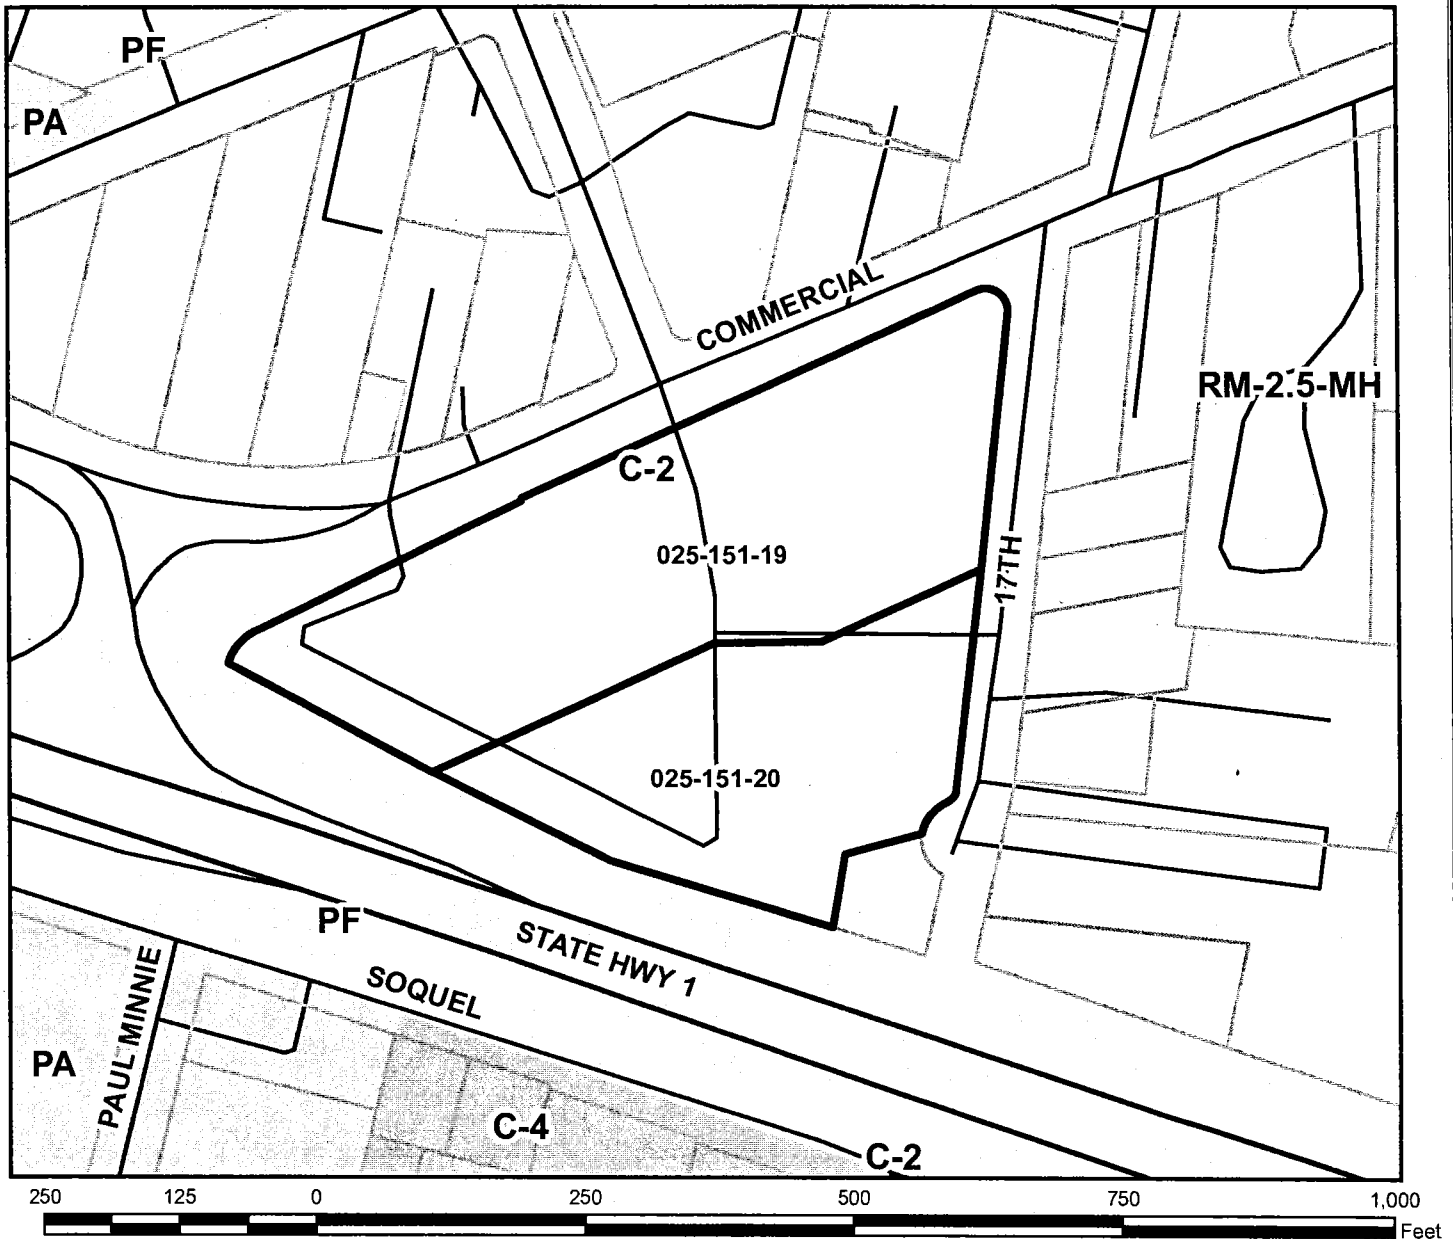 PF
PA
COMMERCIAL
RM-2.5-MH
C-2
025-151-19
17TH
025-151-20
PF
STATE HWY 1
SOQUEL
PAUL MINNIE
PA
C-4
C-2
250 125 0 250 500 750 1,000
Feet